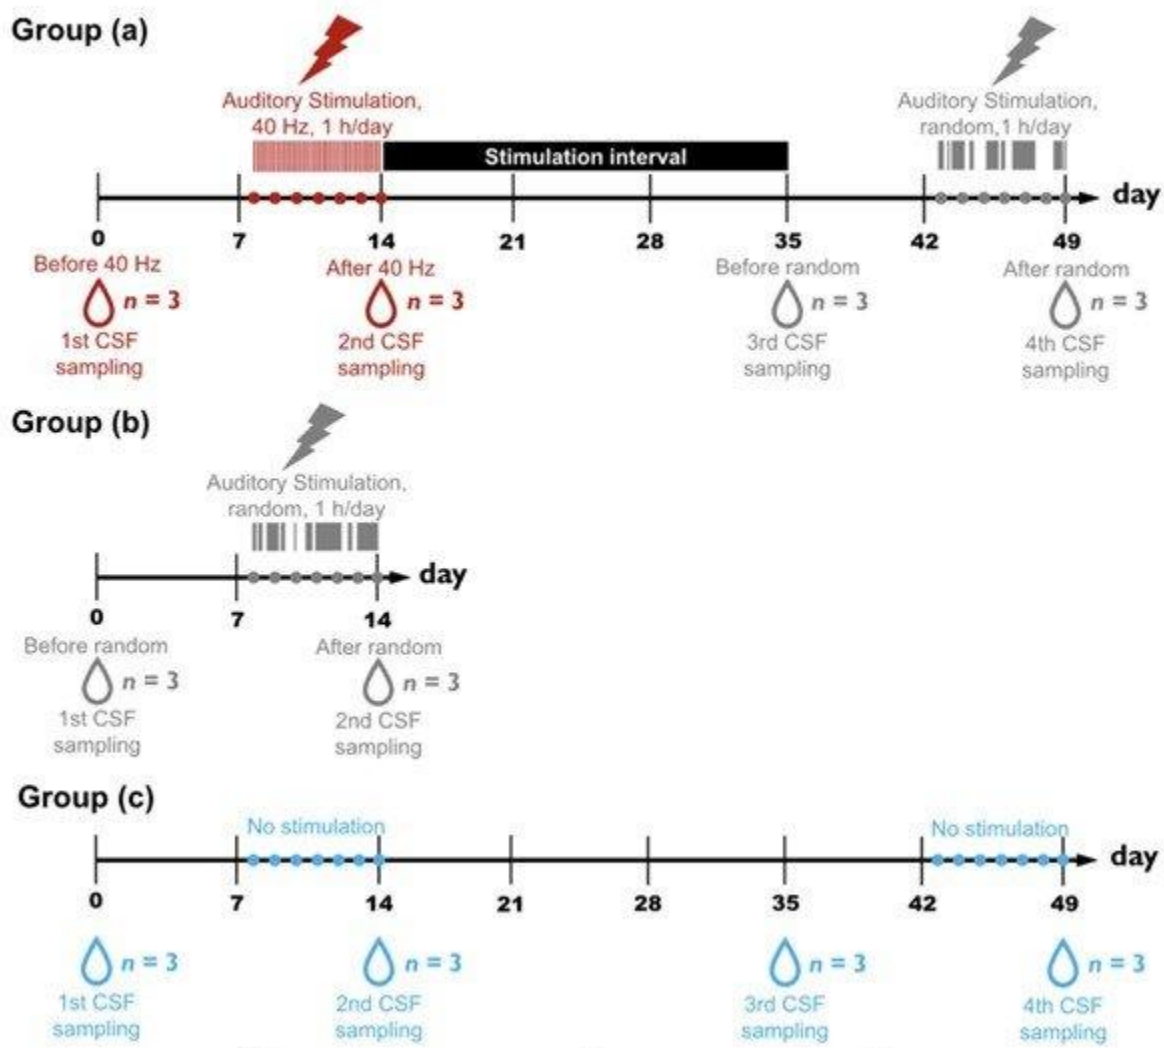 Group (a)
Auditory Stimulation,
40 Hz, 1 h/day
Auditory Stimulation,
random,1 h/day
Stimulation interval
day
0 7 14 21 28 35 42 49
Before 40 Hz
n = 3
1st CSF
sampling
After 40 Hz
n = 3
2nd CSF
sampling
Before random
n = 3
3rd CSF
sampling
After random
n = 3
4th CSF
sampling
Group (b)
Auditory Stimulation,
random, 1 h/day
day
0 7 14
Before random
n = 3
1st CSF
sampling
After random
n = 3
2nd CSF
sampling
Group (c)
No stimulation
No stimulation
day
0 7 14 21 28 35 42 49
n = 3
1st CSF
sampling
n = 3
2nd CSF
sampling
n = 3
3rd CSF
sampling
n = 3
4th CSF
sampling